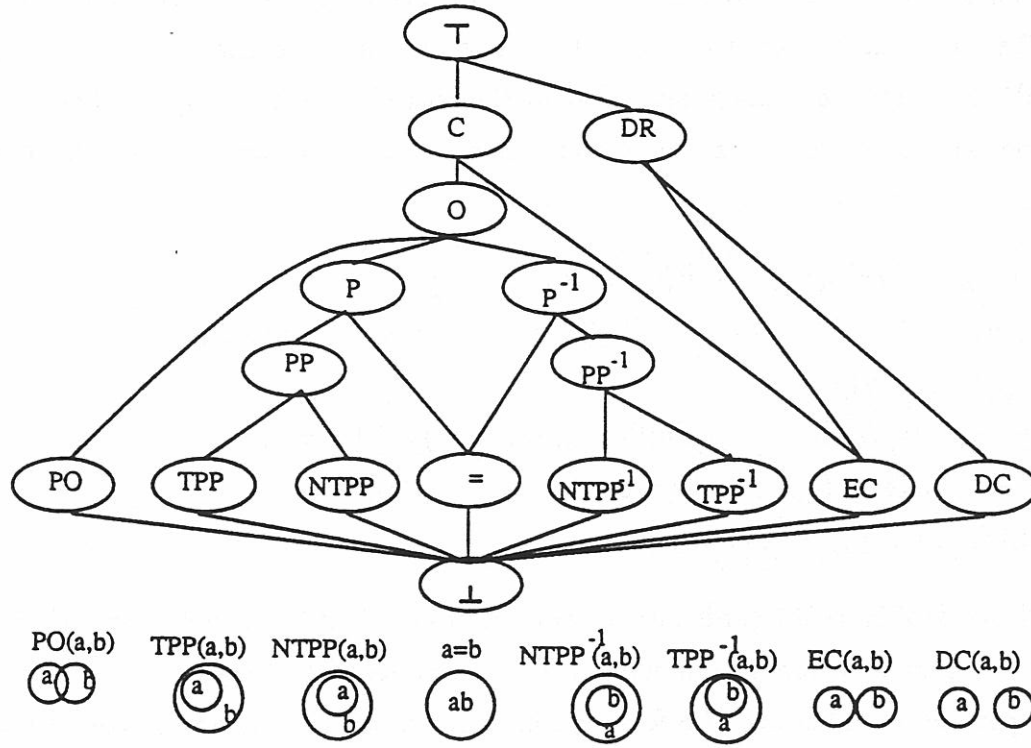 ⊤
C DR
O
P P⁻¹
PP PP⁻¹
PO TPP NTPP = NTPP⁻¹ TPP⁻¹ EC DC
⊥
PO(a,b) TPP(a,b) NTPP(a,b) a=b NTPP⁻¹(a,b) TPP⁻¹(a,b) EC(a,b) DC(a,b)
a b a b a b ab b a b a a b a b